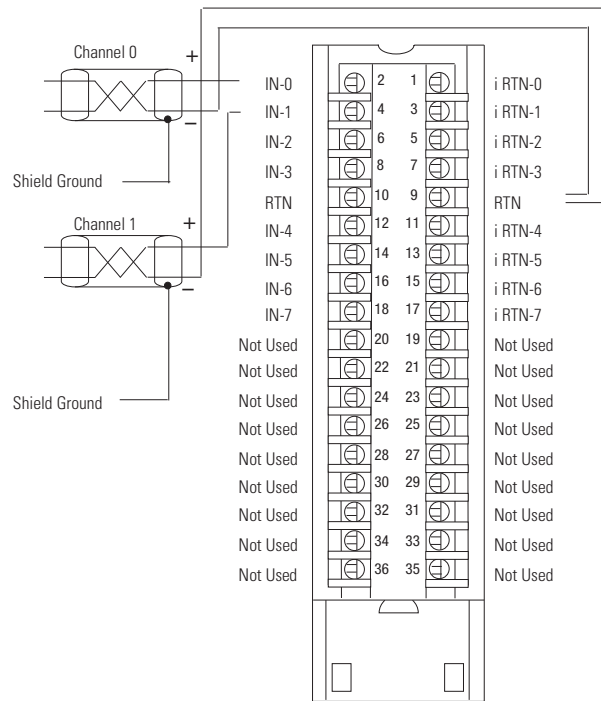 Channel 0
+
−
Shield Ground
Channel 1
+
−
Shield Ground
IN-0 2 1 i RTN-0
IN-1 4 3 i RTN-1
IN-2 6 5 i RTN-2
IN-3 8 7 i RTN-3
RTN 10 9 RTN
IN-4 12 11 i RTN-4
IN-5 14 13 i RTN-5
IN-6 16 15 i RTN-6
IN-7 18 17 i RTN-7
Not Used 20 19 Not Used
Not Used 22 21 Not Used
Not Used 24 23 Not Used
Not Used 26 25 Not Used
Not Used 28 27 Not Used
Not Used 30 29 Not Used
Not Used 32 31 Not Used
Not Used 34 33 Not Used
Not Used 36 35 Not Used